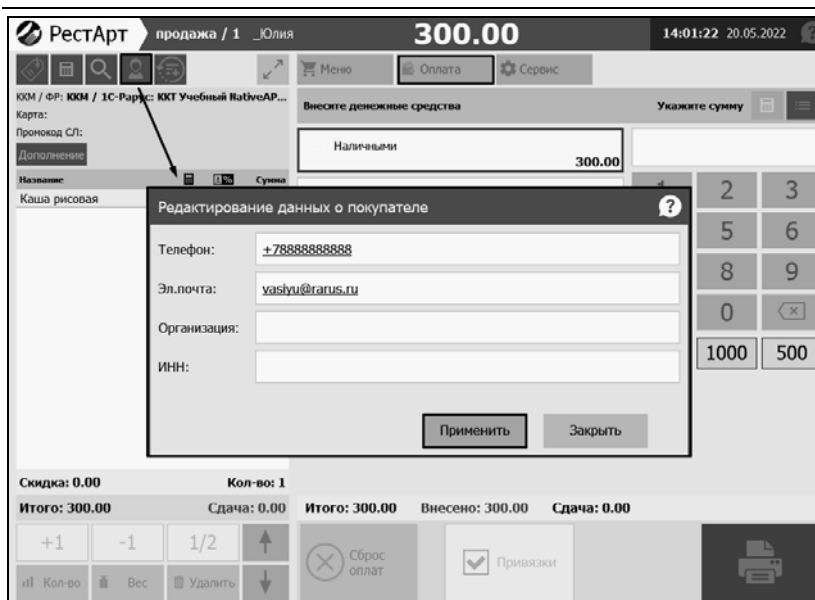 РестАрт
продажа / 1 _Юлия
300.00
14:01:22 20.05.2022
Меню
Оплата
Сервис
ККМ / ФР: ККМ / 1С-Рарус: ККТ Учебный NativeAP...
Карта:
Промокод СЛ:
Дополнение
Внесите денежные средства
Укажите сумму
Наличными
300.00
Название
Сумма
Каша рисовая
Редактирование данных о покупателе
?
Телефон: +78888888888
Эл.почта: vasiyu@rarus.ru
Организация:
ИНН:
Применить
Закрыть
2 3
5 6
8 9
0
1000 500
Скидка: 0.00 Кол-во: 1
Итого: 300.00 Сдача: 0.00
Итого: 300.00 Внесено: 300.00 Сдача: 0.00
+1 -1 1/2
Кол-во Вес Удалить
Сброс
оплат
Привязки